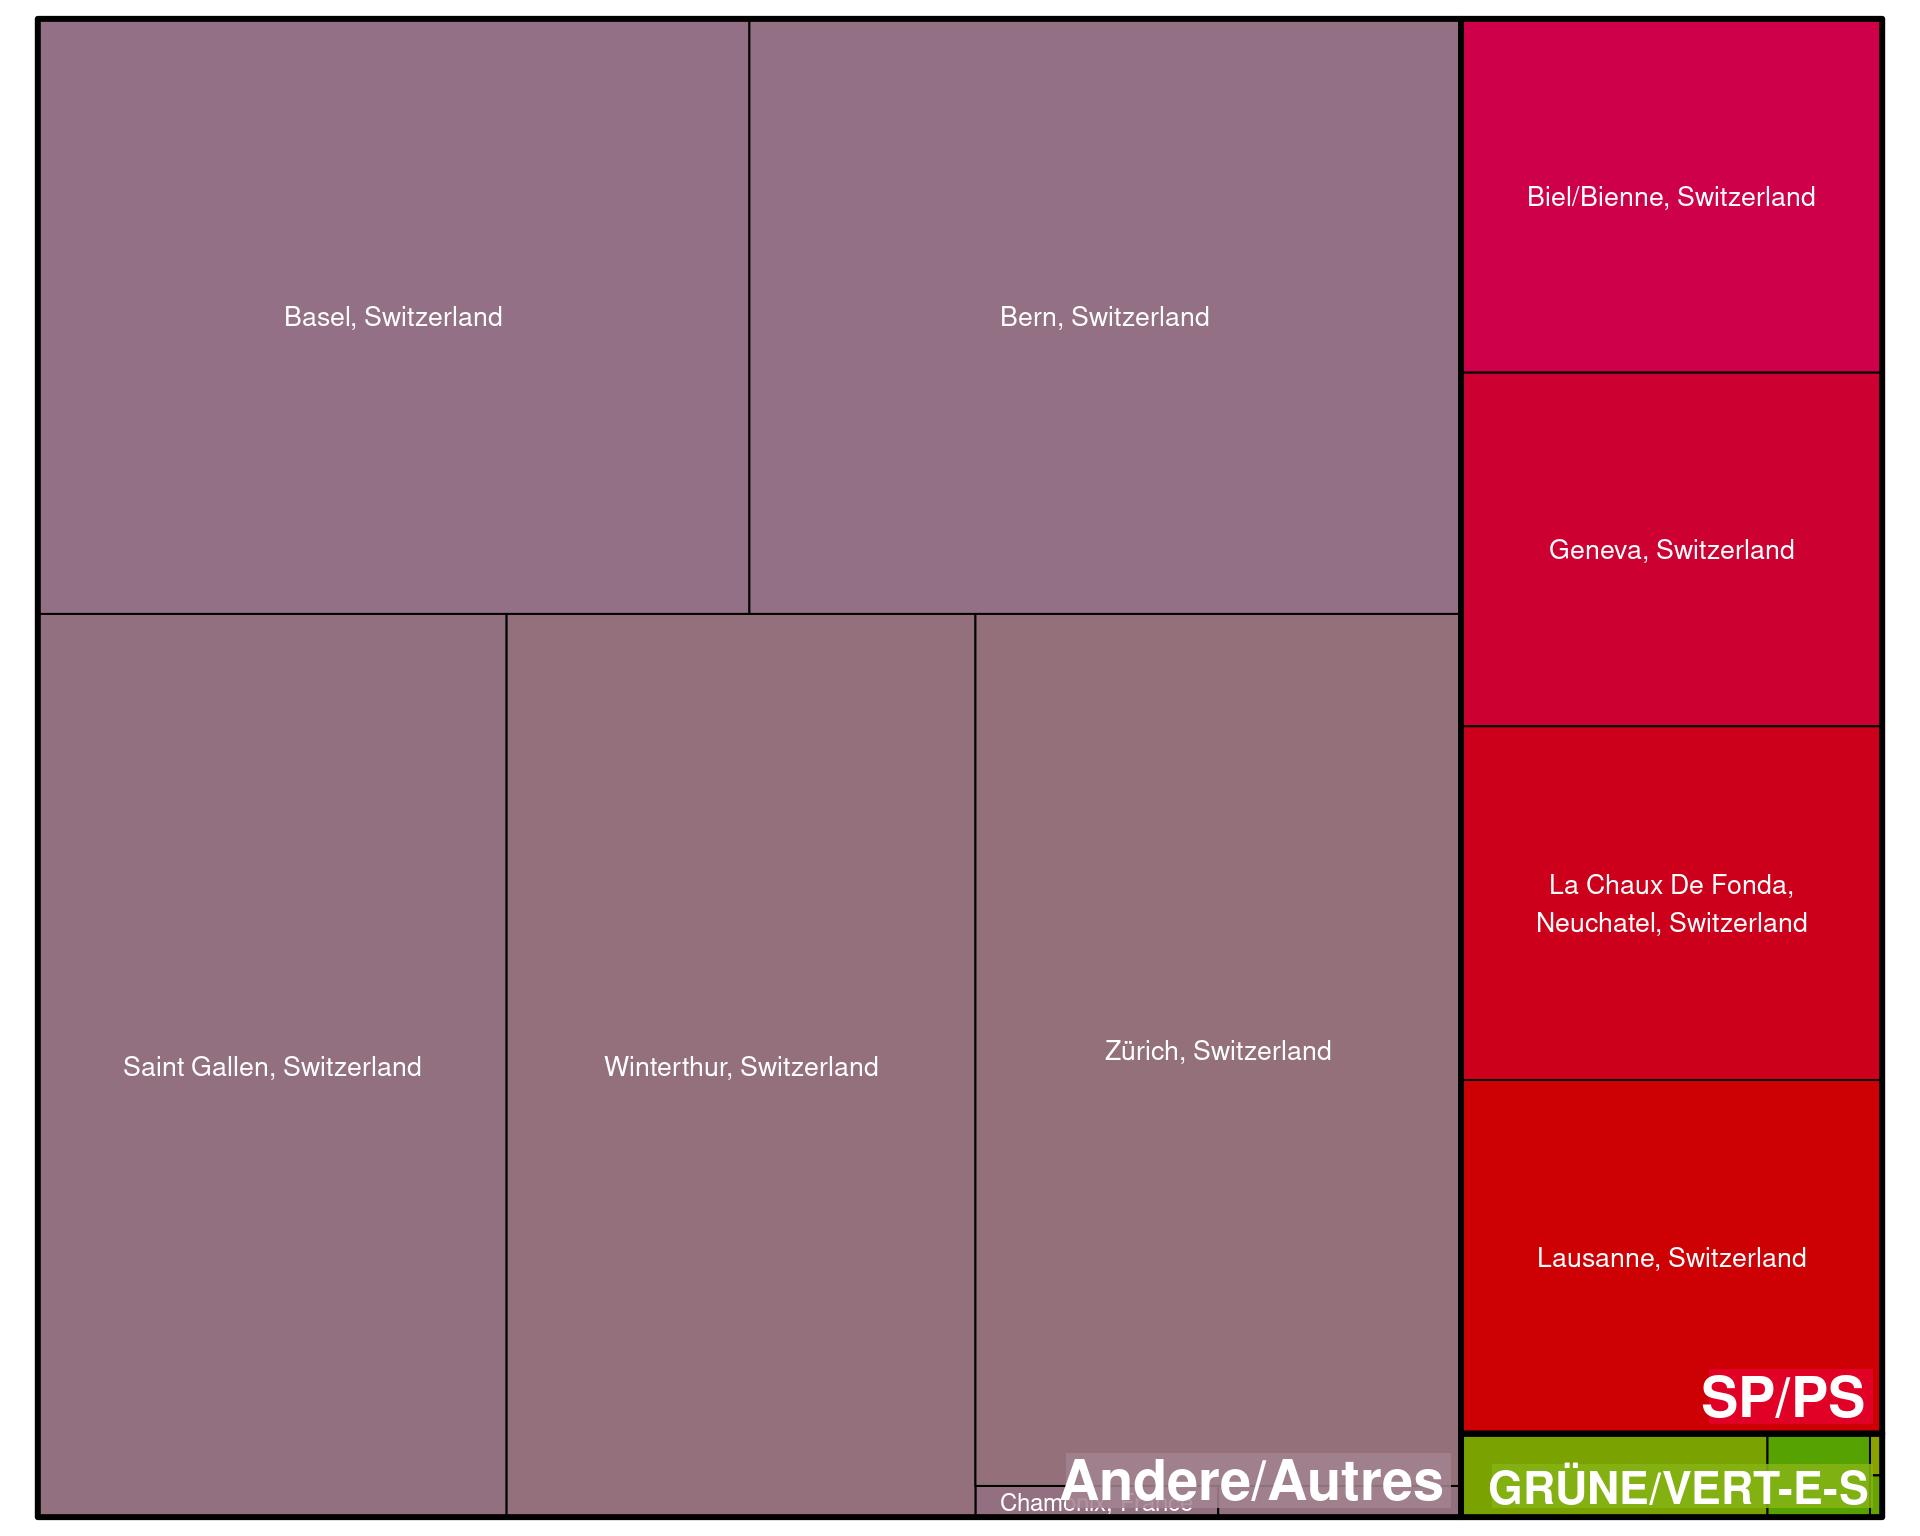 Basel, Switzerland
Bern, Switzerland
Biel/Bienne, Switzerland
Geneva, Switzerland
La Chaux De Fonda,
Neuchatel, Switzerland
Saint Gallen, Switzerland
Winterthur, Switzerland
Zürich, Switzerland
Lausanne, Switzerland
SP/PS
Andere/Autres
Chamonix, France
GRÜNE/VERT-E-S